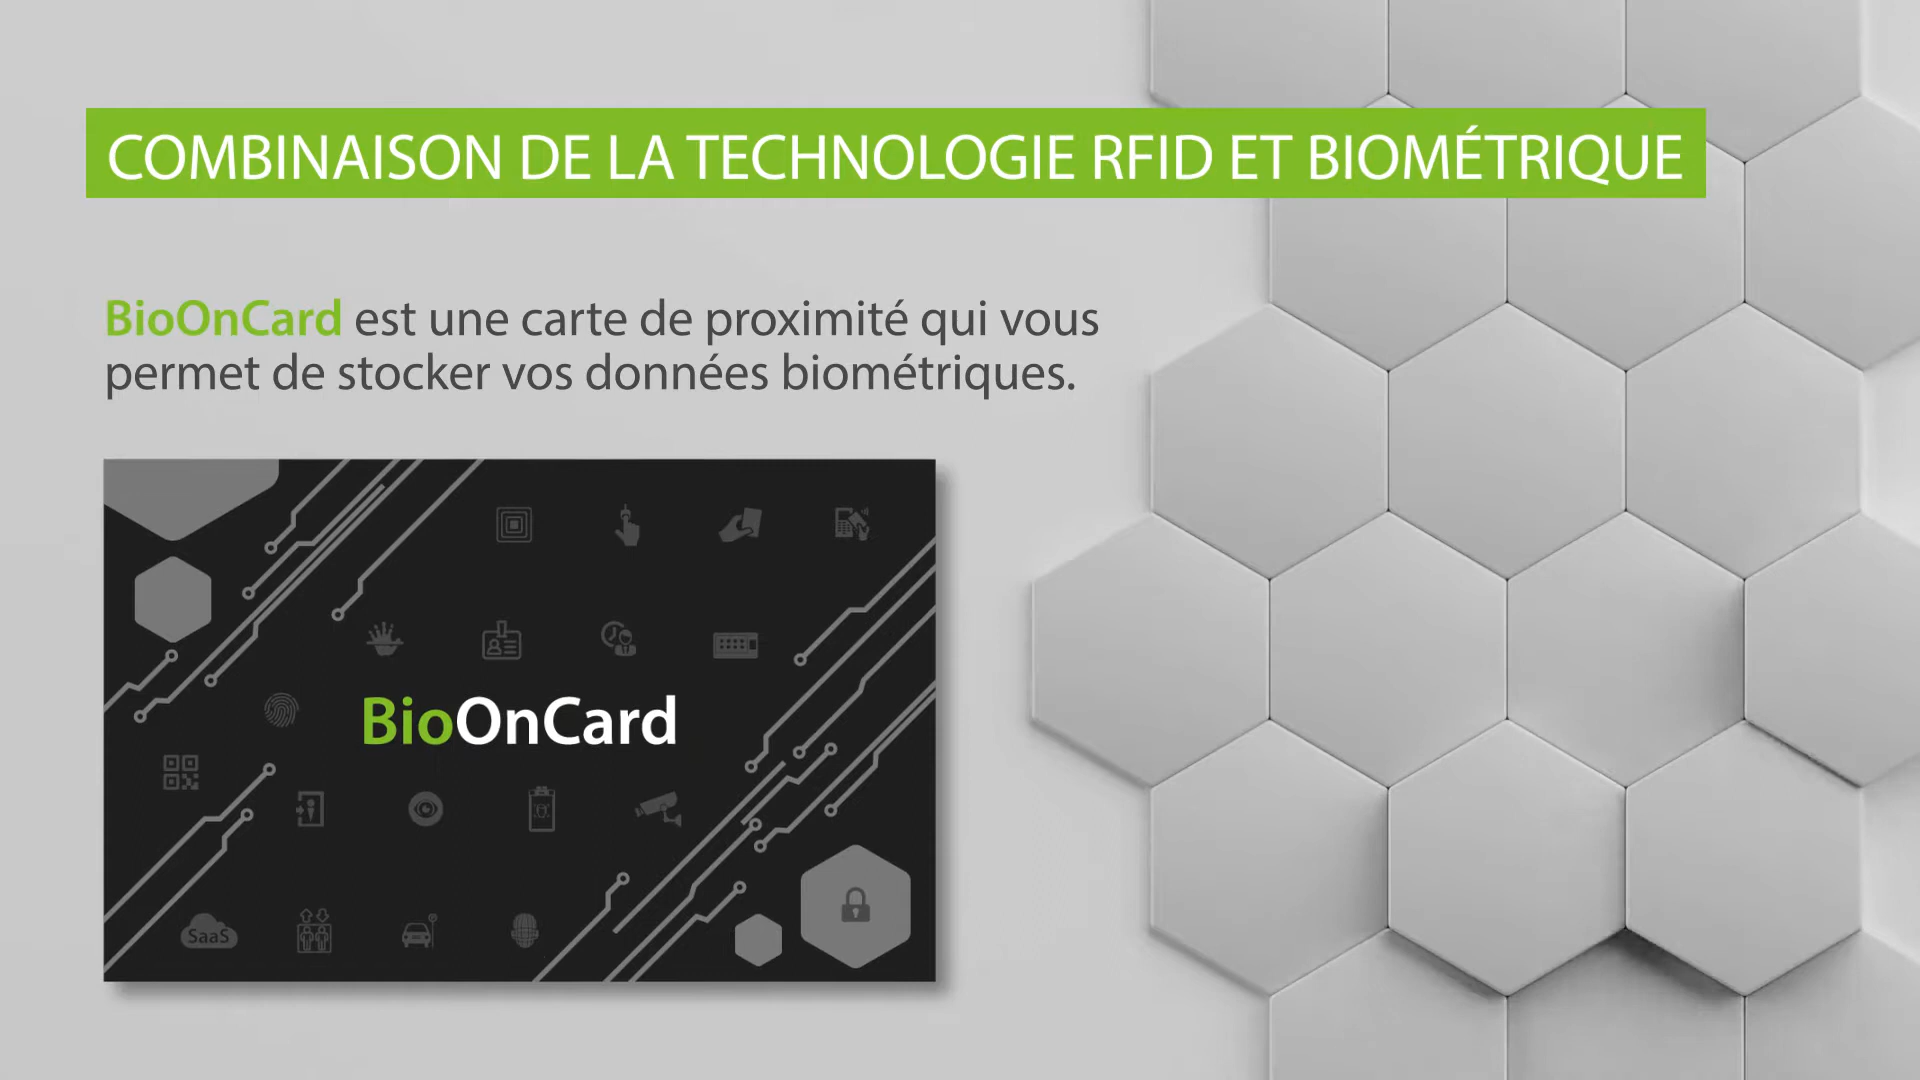 COMBINAISON DE LA TECHNOLOGIE RFID ET BIOMÉTRIQUE
BioOnCard est une carte de proximité qui vous
permet de stocker vos données biométriques.
BioOnCard
SaaS